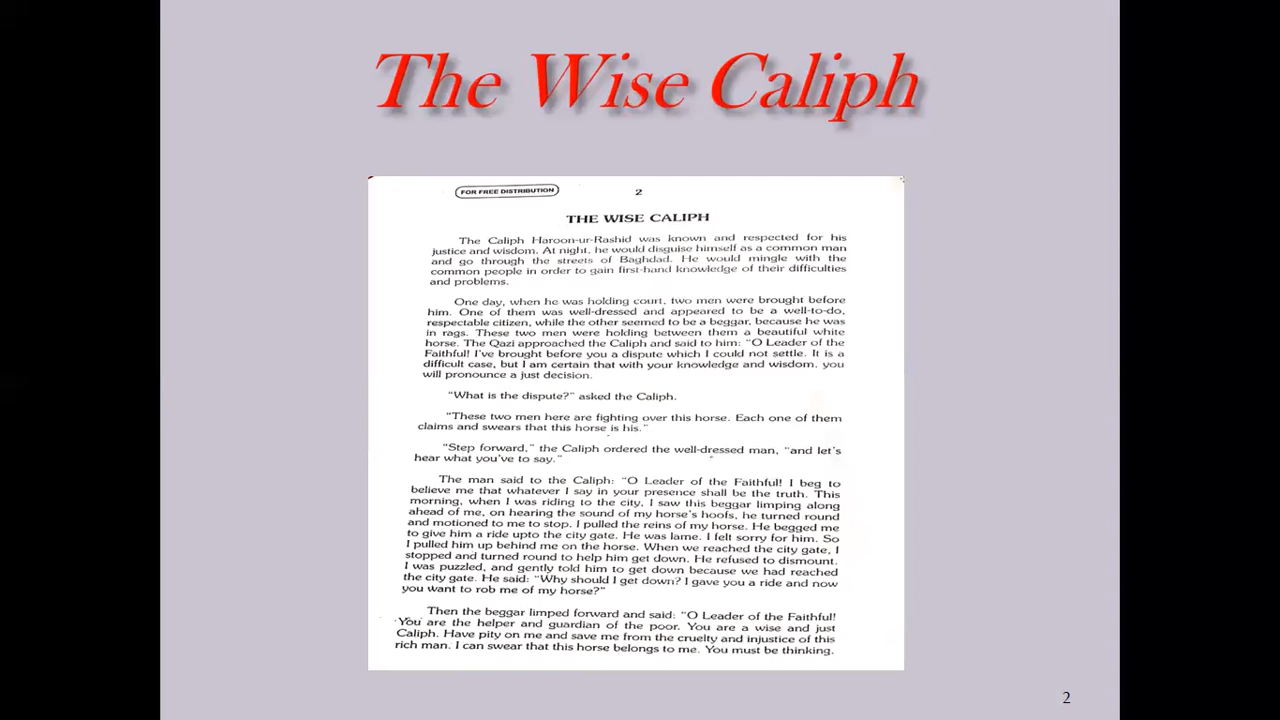 The Wise Caliph
FOR FREE DISTRIBUTION
2
THE WISE CALIPH
The Caliph Haroon-ur-Rashid was known and respected for his
justice and wisdom. At night, he would disguise himself as a common man
and go through the streets of Baghdad. He would mingle with the
common people in order to gain first-hand knowledge of their difficulties
and problems.
One day, when he was holding court, two men were brought before
him. One of them was well-dressed and appeared to be a well-to-do,
respectable citizen, while the other seemed to be a beggar, because he was
in rags. These two men were holding between them a beautiful white
horse. The Qazi approached the Caliph and said to him: "O Leader of the
Faithful! I've brought before you a dispute which I could not settle. It is a
difficult case, but I am certain that with your knowledge and wisdom, you
will pronounce a just decision.
"What is the dispute?" asked the Caliph.
"These two men here are fighting over this horse. Each one of them
claims and swears that this horse is his."
"Step forward," the Caliph ordered the well-dressed man, "and let's
hear what you've to say."
The man said to the Caliph: "O Leader of the Faithful! I beg to
believe me that whatever I say in your presence shall be the truth. This
morning, when I was riding to the city, I saw this beggar limping along
ahead of me, on hearing the sound of my horse's hoofs, he turned round
and motioned to me to stop. I pulled the reins of my horse. He begged me
to give him a ride upto the city gate. He was lame. I felt sorry for him. So
I pulled him up behind me on the horse. When we reached the city gate, I
stopped and turned round to help him get down. He refused to dismount.
I was puzzled, and gently told him to get down because we had reached
the city gate. He said: "Why should I get down? I gave you a ride and now
you want to rob me of my horse?"
Then the beggar limped forward and said: "O Leader of the Faithful!
You are the helper and guardian of the poor. You are a wise and just
Caliph. Have pity on me and save me from the cruelty and injustice of this
rich man. I can swear that this horse belongs to me. You must be thinking,
2